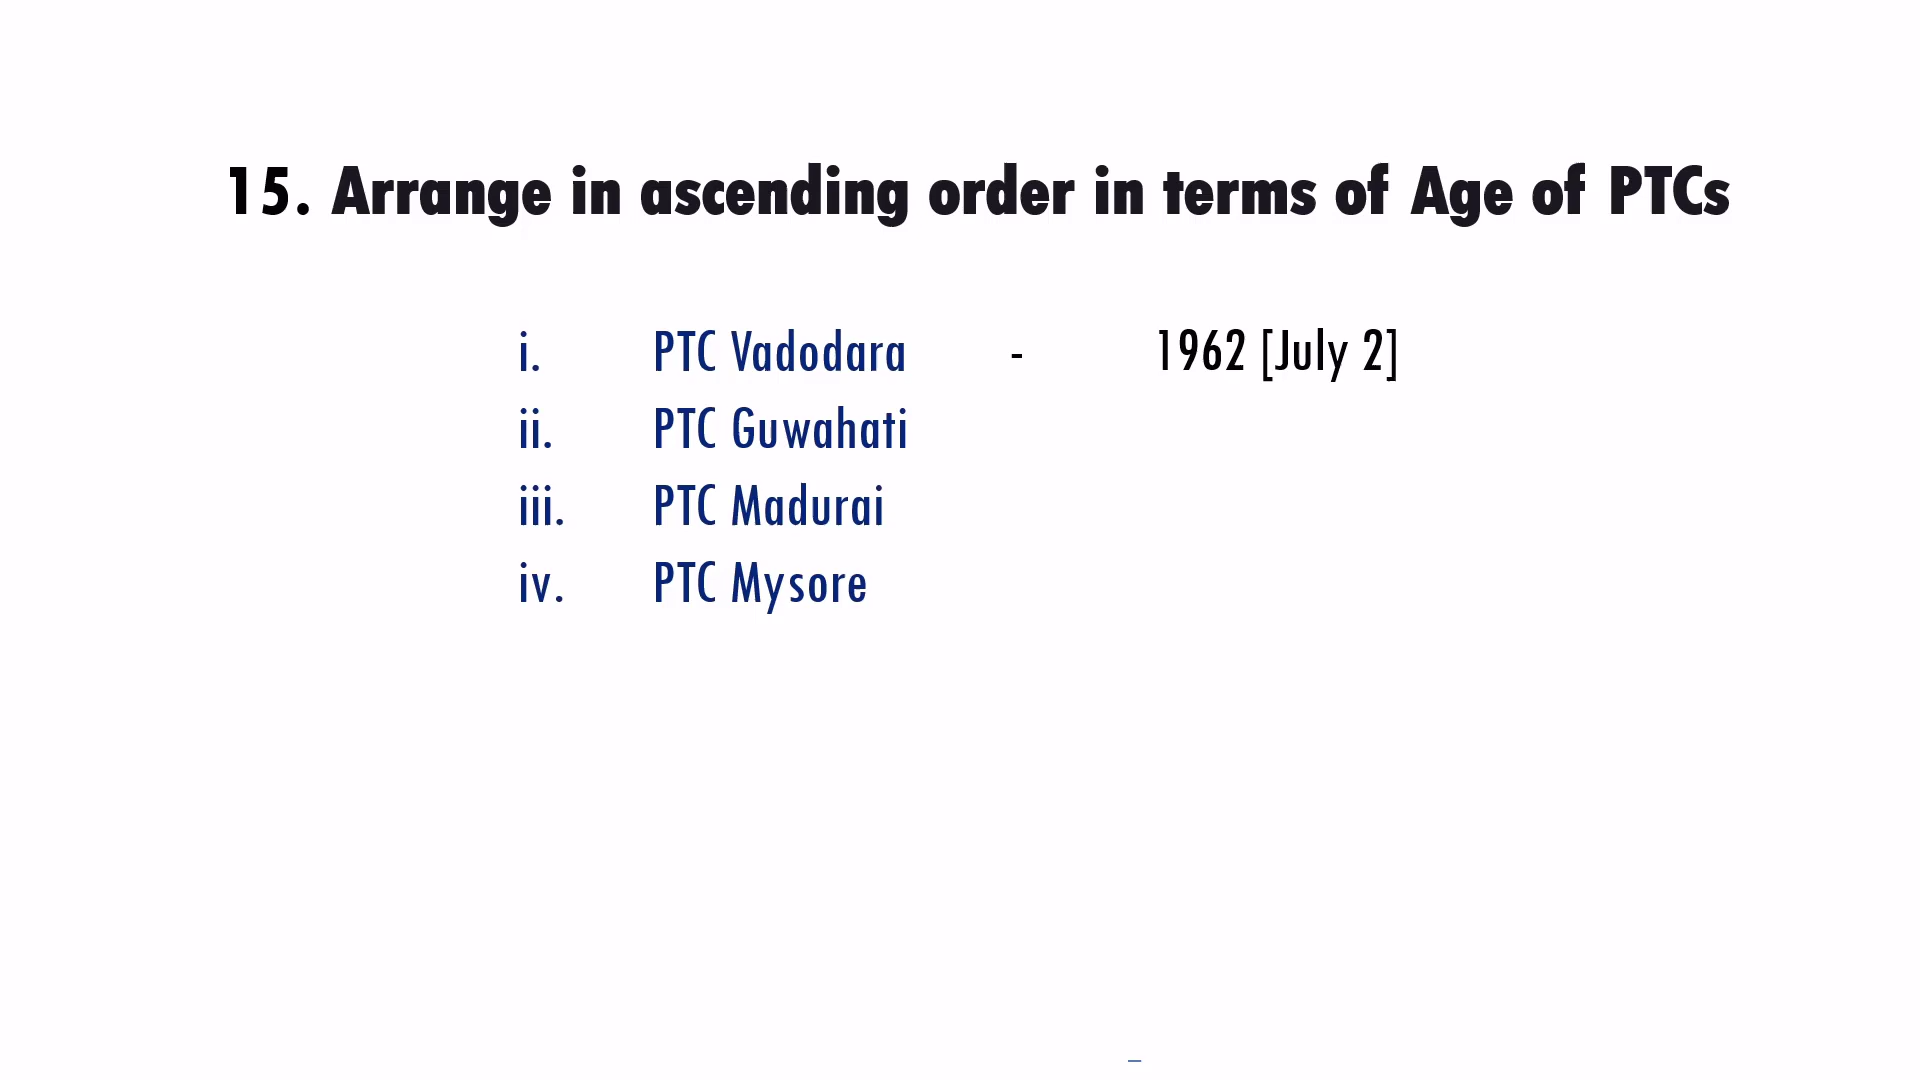 15. Arrange in ascending order in terms of Age of PTCs
i. PTC Vadodara - 1962 [July 2]
ii. PTC Guwahati
iii. PTC Madurai
iv. PTC Mysore